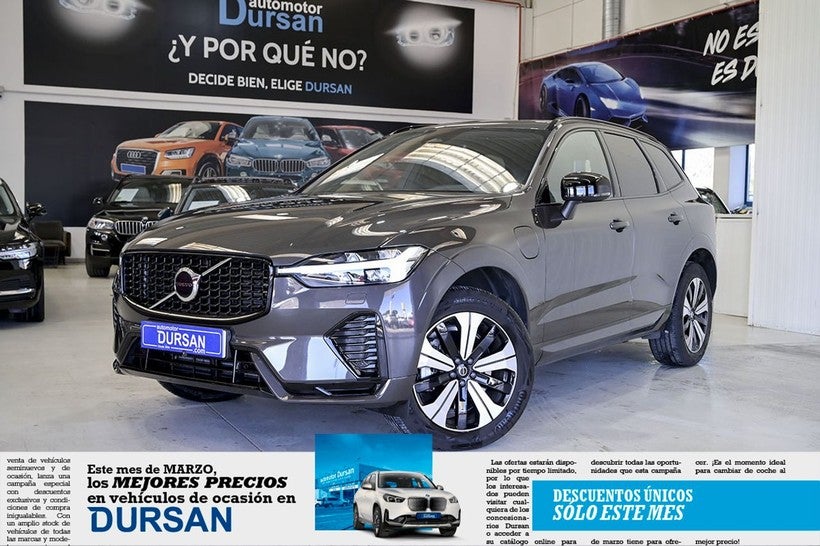 automotor
Dursan
¿Y POR QUÉ NO?
DECIDE BIEN, ELIGE DURSAN
NO ES
ES D
automotor
DURSAN
.com
venta de vehículos
seminuevos y de
ocasión, lanza una
campaña especial
con descuentos
exclusivos y condi-
ciones de compra
inigualables. Con
un amplio stock de
vehículos de todas
las marcas y mode-
Este mes de MARZO,
los MEJORES PRECIOS
en vehículos de ocasión en
DURSAN
automotor Dursan
DURSAN
Las ofertas estarán dispo-
nibles por tiempo limitado,
por lo que
los interesa-
dos pueden
visitar cual-
quiera de los
concesiona-
rios Dursan
o acceder a
su catálogo online para
descubrir todas las oportu-
nidades que esta campaña
de marzo tiene para ofre-
cer. ¡Es el momento ideal
para cambiar de coche al
mejor precio!
DESCUENTOS ÚNICOS
SÓLO ESTE MES